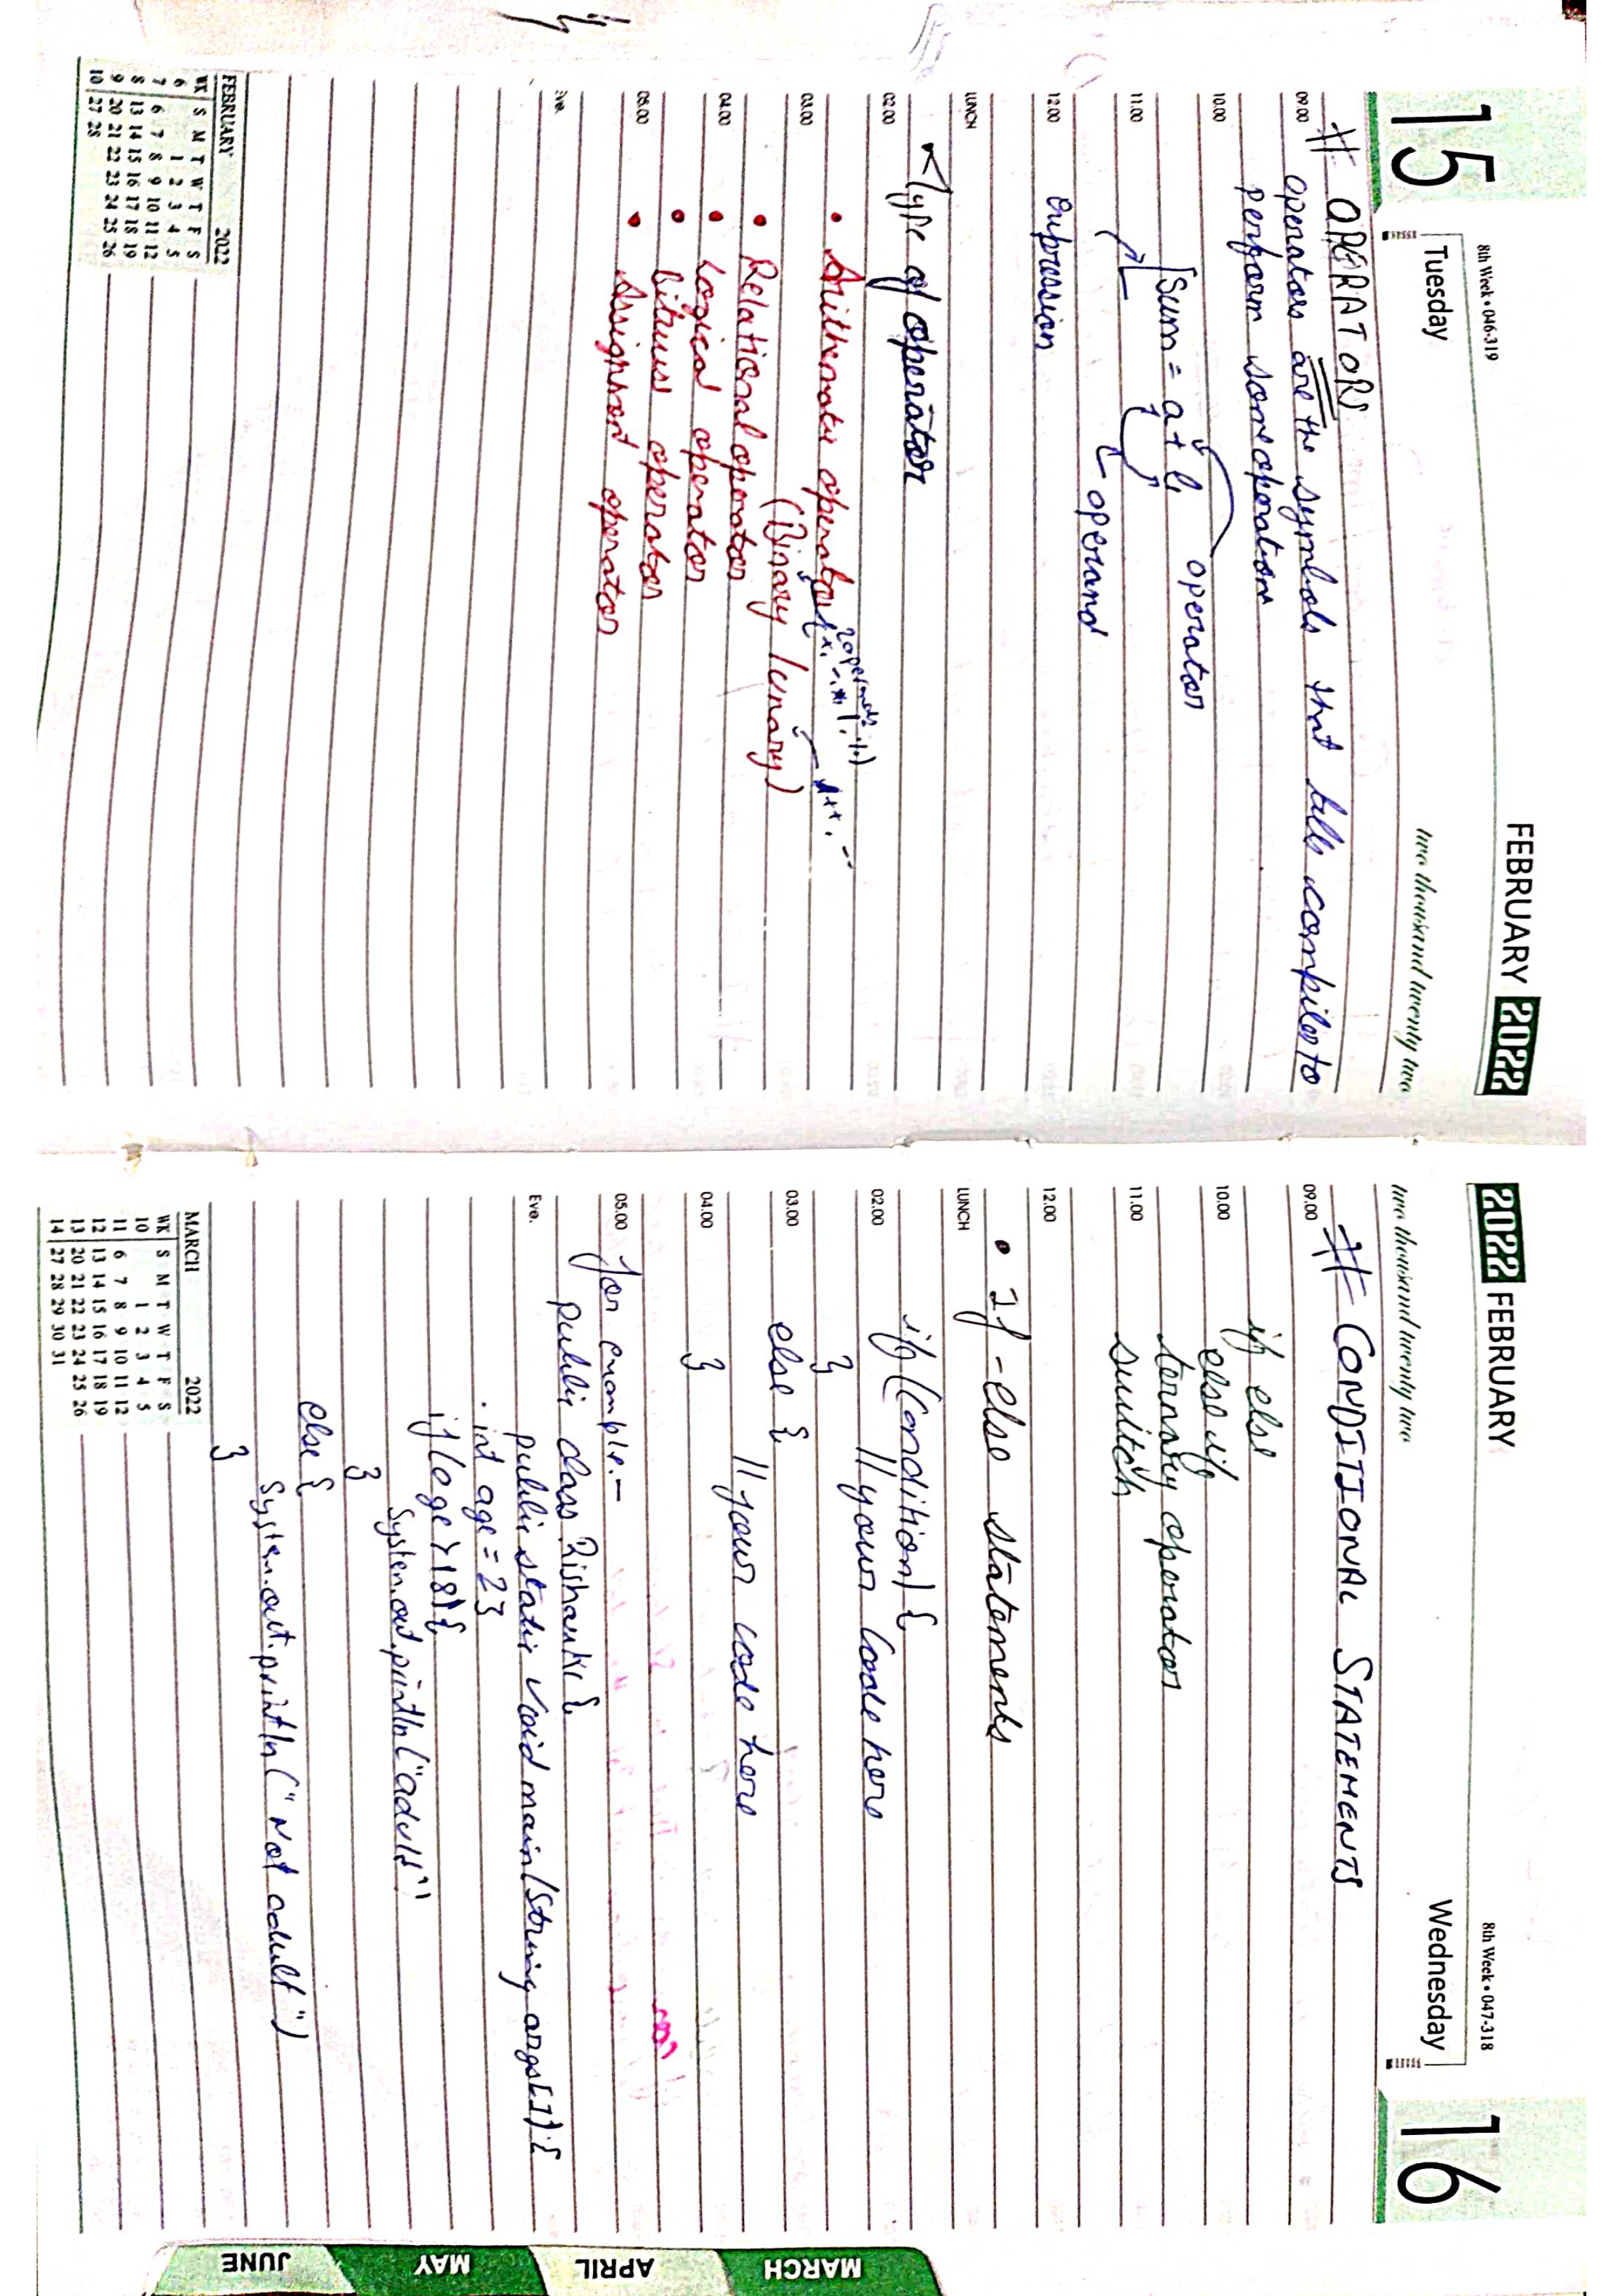 15
8th Week • 046-319
FEBRUARY 2022
Tuesday
two thousand twenty two
# OPERATORS
09.00
operators are the symbols that tells compiler to
perform some operations
10.00
operator
Sum = a + b
11.00
operand
12.00
expression
LUNCH
Type of operator
02.00
2 operands
• Arithematic operator (+, -, *, /, %)
++, --
03.00
(Binary / unary)
• Relational operator
04.00
• Logical operator
• Bitwise operator
05.00
• Assignment operator
Eve.
FEBRUARY 2022
WK S M T W T F S
6 1 2 3 4 5
7 6 7 8 9 10 11 12
8 13 14 15 16 17 18 19
9 20 21 22 23 24 25 26
10 27 28
2022 FEBRUARY
8th Week • 047-318
16
Wednesday
two thousand twenty two
# CONDITIONAL STATEMENTS
09.00
if else
10.00
else if
ternary operator
11.00
switch
12.00
• If - else statements
LUNCH
if (Condition) {
02.00
// your Code here
}
03.00
else {
// your code here
04.00
}
05.00
for example:-
public class Rishank {
Eve.
public static void main (String args[]) {
int age = 23
if (age > 18) {
System.out.println ("adult"
}
else {
System.out.println (" Not adult ")
}
MARCH 2022
WK S M T W T F S
10 1 2 3 4 5
11 6 7 8 9 10 11 12
12 13 14 15 16 17 18 19
13 20 21 22 23 24 25 26
14 27 28 29 30 31
MARCH
APRIL
MAY
JUNE